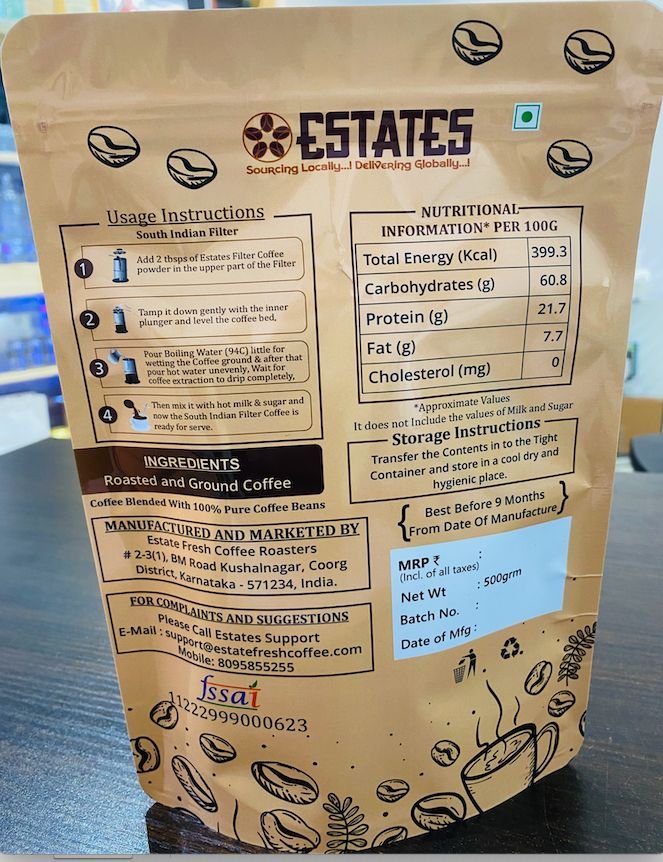 ESTATES
Sourcing Locally...! Delivering Globally...!
Usage Instructions
South Indian Filter
1
Add 2 tbsps of Estates Filter Coffee
powder in the upper part of the Filter
2
Tamp it down gently with the inner
plunger and level the coffee bed,
3
Pour Boiling Water (94C) little for
wetting the Coffee ground & after that
pour hot water unevenly, Wait for
coffee extraction to drip completely,
4
Then mix it with hot milk & sugar and
now the South Indian Filter Coffee is
ready for serve.
INGREDIENTS
Roasted and Ground Coffee
Coffee Blended With 100% Pure Coffee Beans
MANUFACTURED AND MARKETED BY
Estate Fresh Coffee Roasters
# 2-3(1), BM Road Kushalnagar, Coorg
District, Karnataka - 571234, India.
FOR COMPLAINTS AND SUGGESTIONS
Please Call Estates Support
E-Mail : support@estatefreshcoffee.com
Mobile: 8095855255
fssai
11222999000623
NUTRITIONAL
INFORMATION* PER 100G
Total Energy (Kcal) 399.3
Carbohydrates (g) 60.8
Protein (g) 21.7
Fat (g) 7.7
Cholesterol (mg) 0
*Approximate Values
It does not Include the values of Milk and Sugar
Storage Instructions
Transfer the Contents in to the Tight
Container and store in a cool dry and
hygienic place.
{ Best Before 9 Months
From Date Of Manufacture }
MRP ₹ :
(Incl. of all taxes)
Net Wt : 500grm
Batch No. :
Date of Mfg :